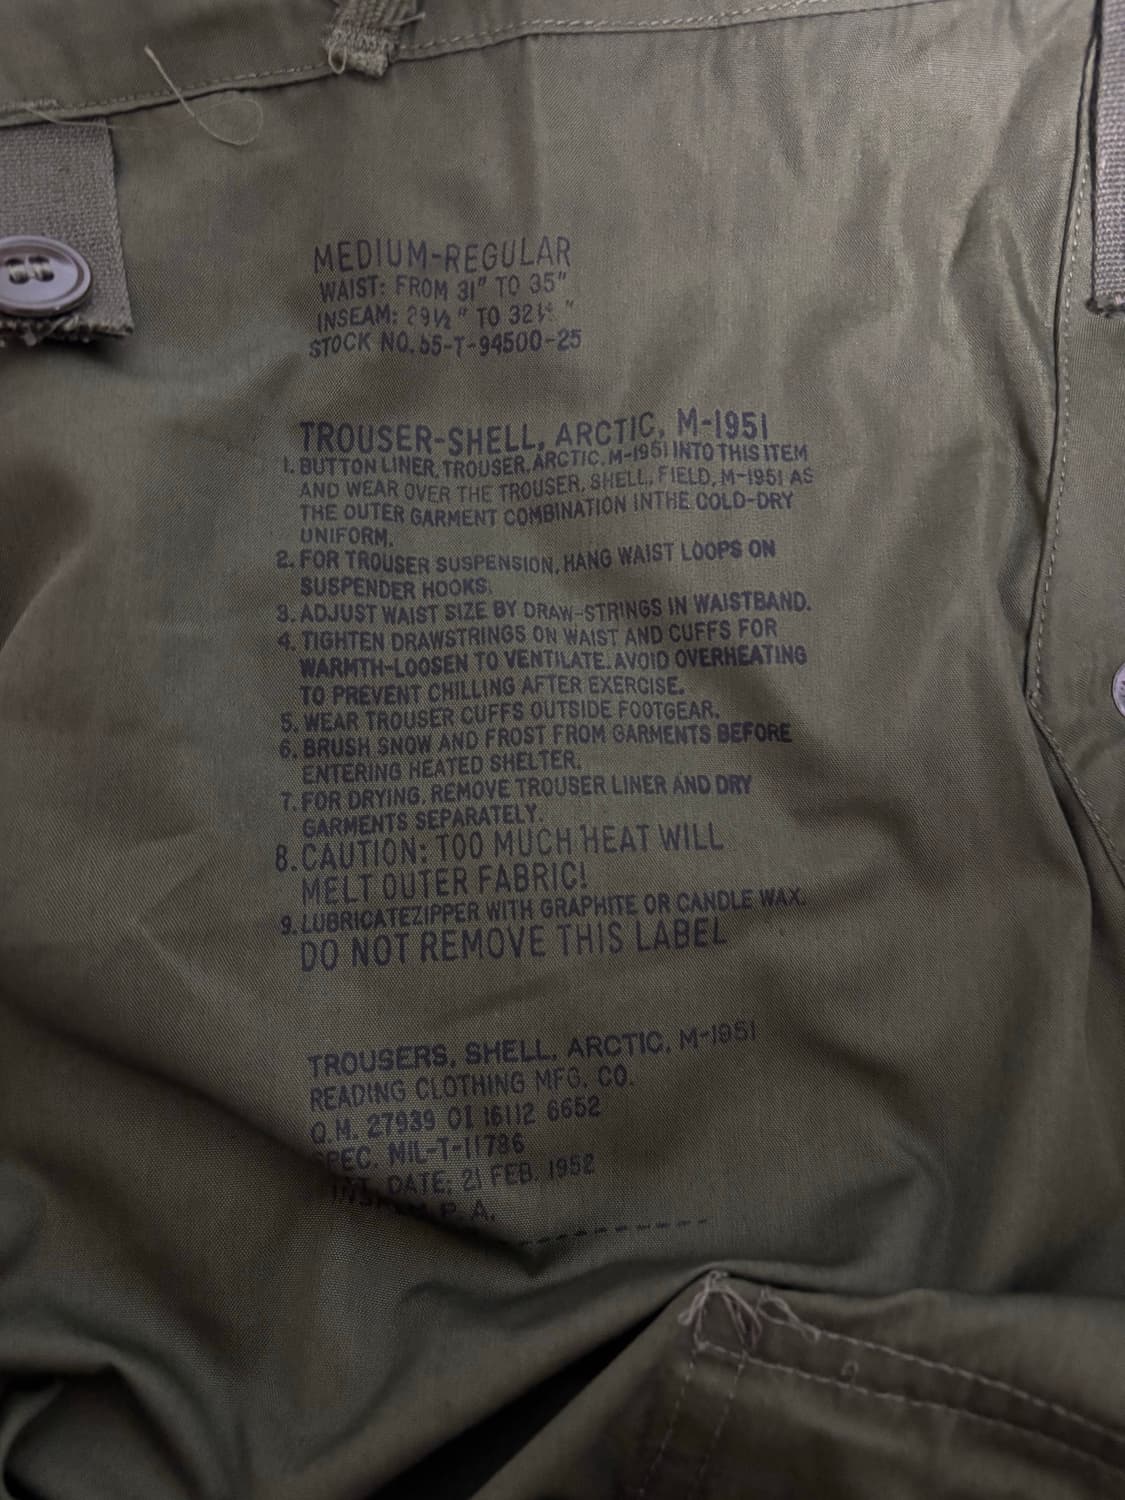 MEDIUM-REGULAR
WAIST: FROM 31" TO 35"
INSEAM: 29½" TO 32½"
STOCK NO. 55-T-94500-25
TROUSER-SHELL, ARCTIC, M-1951
1. BUTTON LINER, TROUSER, ARCTIC, M-1951 INTO THIS ITEM
AND WEAR OVER THE TROUSER, SHELL, FIELD, M-1951 AS
THE OUTER GARMENT COMBINATION INTHE COLD-DRY
UNIFORM.
2. FOR TROUSER SUSPENSION, HANG WAIST LOOPS ON
SUSPENDER HOOKS.
3. ADJUST WAIST SIZE BY DRAW-STRINGS IN WAISTBAND.
4. TIGHTEN DRAWSTRINGS ON WAIST AND CUFFS FOR
WARMTH-LOOSEN TO VENTILATE. AVOID OVERHEATING
TO PREVENT CHILLING AFTER EXERCISE.
5. WEAR TROUSER CUFFS OUTSIDE FOOTGEAR.
6. BRUSH SNOW AND FROST FROM GARMENTS BEFORE
ENTERING HEATED SHELTER.
7. FOR DRYING, REMOVE TROUSER LINER AND DRY
GARMENTS SEPARATELY.
8. CAUTION: TOO MUCH HEAT WILL
MELT OUTER FABRIC!
9. LUBRICATEZIPPER WITH GRAPHITE OR CANDLE WAX.
DO NOT REMOVE THIS LABEL
TROUSERS, SHELL, ARCTIC, M-1951
READING CLOTHING MFG. CO.
Q.M. 27939 OI 16112 6652
SPEC. MIL-T-11786
DATE: 21 FEB. 1952
P. A.